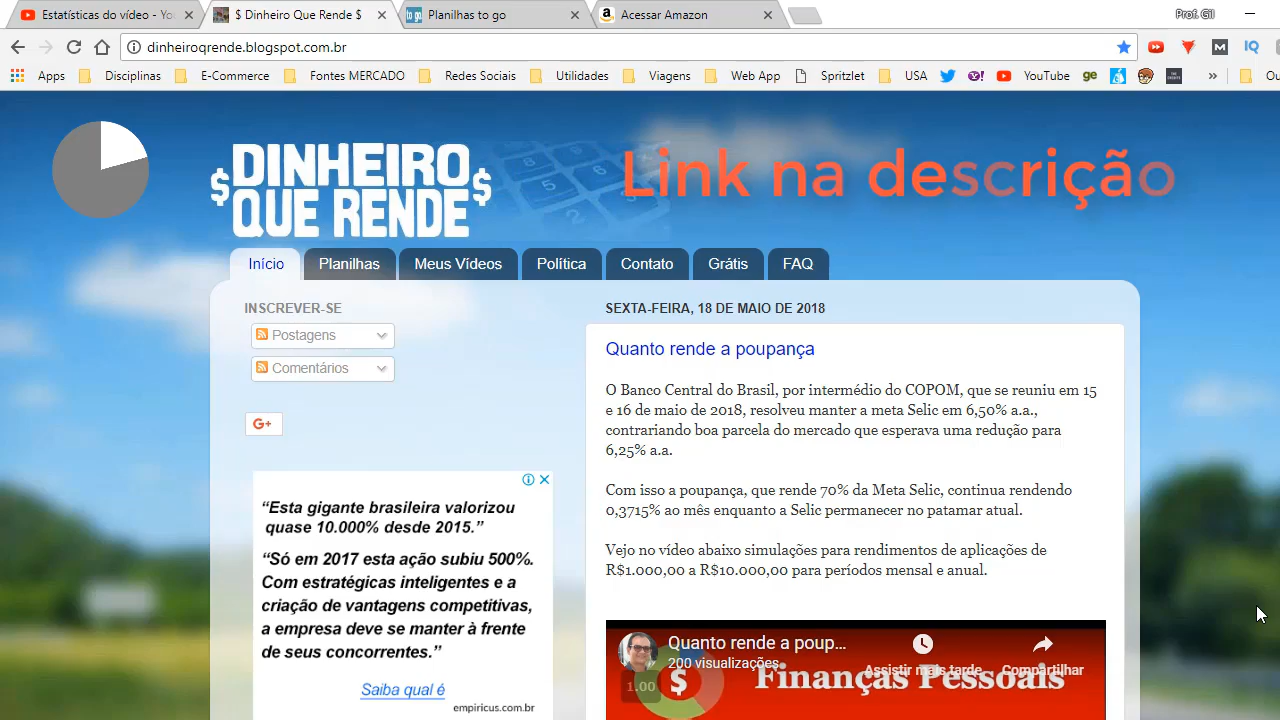 Estatísticas do vídeo - Yo
$ Dinheiro Que Rende $
Planilhas to go
Acessar Amazon
Prof. Gil
dinheiroqrende.blogspot.com.br
Apps
Disciplinas
E-Commerce
Fontes MERCADO
Redes Sociais
Utilidades
Viagens
Web App
Spritzlet
USA
YouTube
ge
»
Ou
$DINHEIRO$
QUE RENDE
Link na descrição
Início
Planilhas
Meus Vídeos
Política
Contato
Grátis
FAQ
INSCREVER-SE
Postagens
Comentários
G+
“Esta gigante brasileira valorizou
quase 10.000% desde 2015.”
“Só em 2017 esta ação subiu 500%.
Com estratégicas inteligentes e a
criação de vantagens competitivas,
a empresa deve se manter à frente
de seus concorrentes.”
Saiba qual é
empiricus.com.br
SEXTA-FEIRA, 18 DE MAIO DE 2018
Quanto rende a poupança
O Banco Central do Brasil, por intermédio do COPOM, que se reuniu em 15
e 16 de maio de 2018, resolveu manter a meta Selic em 6,50% a.a.,
contrariando boa parcela do mercado que esperava uma redução para
6,25% a.a.
Com isso a poupança, que rende 70% da Meta Selic, continua rendendo
0,3715% ao mês enquanto a Selic permanecer no patamar atual.
Vejo no vídeo abaixo simulações para rendimentos de aplicações de
R$1.000,00 a R$10.000,00 para períodos mensal e anual.
Quanto rende a poup...
200 visualizações
Assistir mais tarde
Compartilhar
1.00
$
Finanças Pessoais